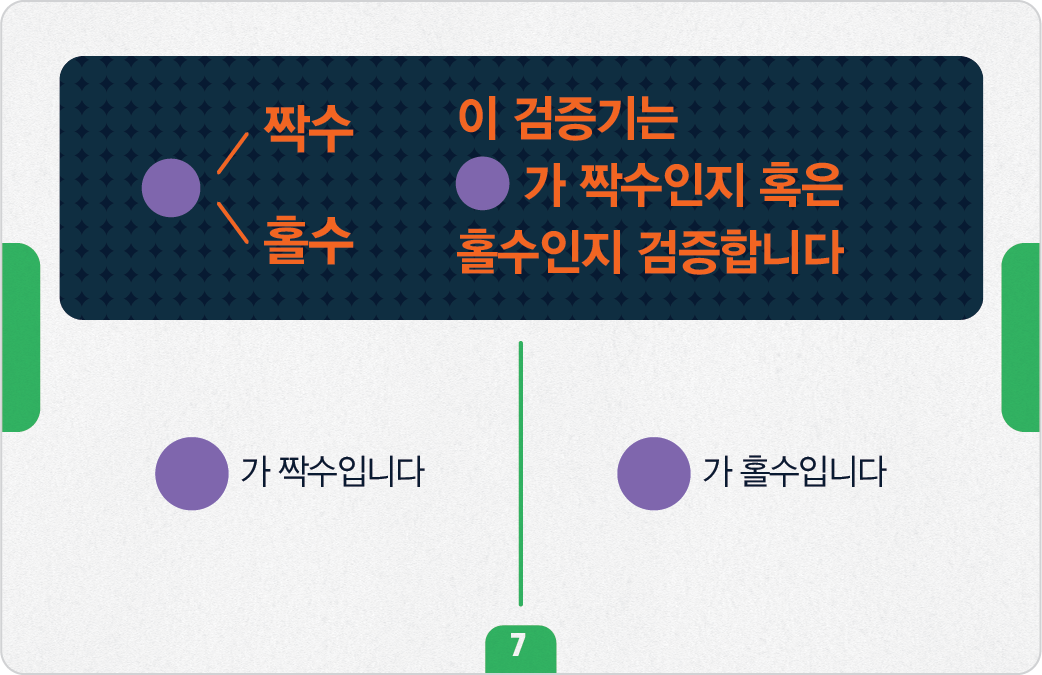 짝수
홀수
이 검증기는
가 짝수인지 혹은
홀수인지 검증합니다
가 짝수입니다
가 홀수입니다
7